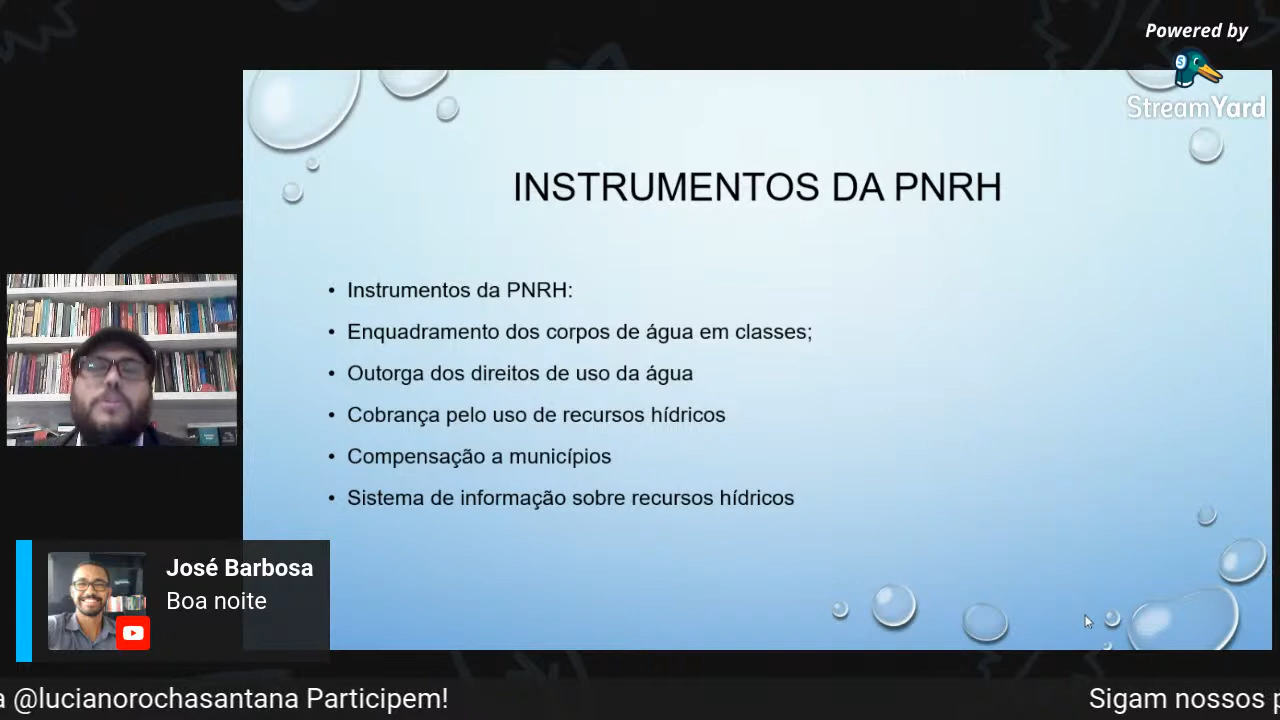 Powered by
StreamYard
INSTRUMENTOS DA PNRH
• Instrumentos da PNRH:
• Enquadramento dos corpos de água em classes;
• Outorga dos direitos de uso da água
• Cobrança pelo uso de recursos hídricos
• Compensação a municípios
• Sistema de informação sobre recursos hídricos
José Barbosa
Boa noite
a @lucianorochasantana Participem!
Sigam nossos p